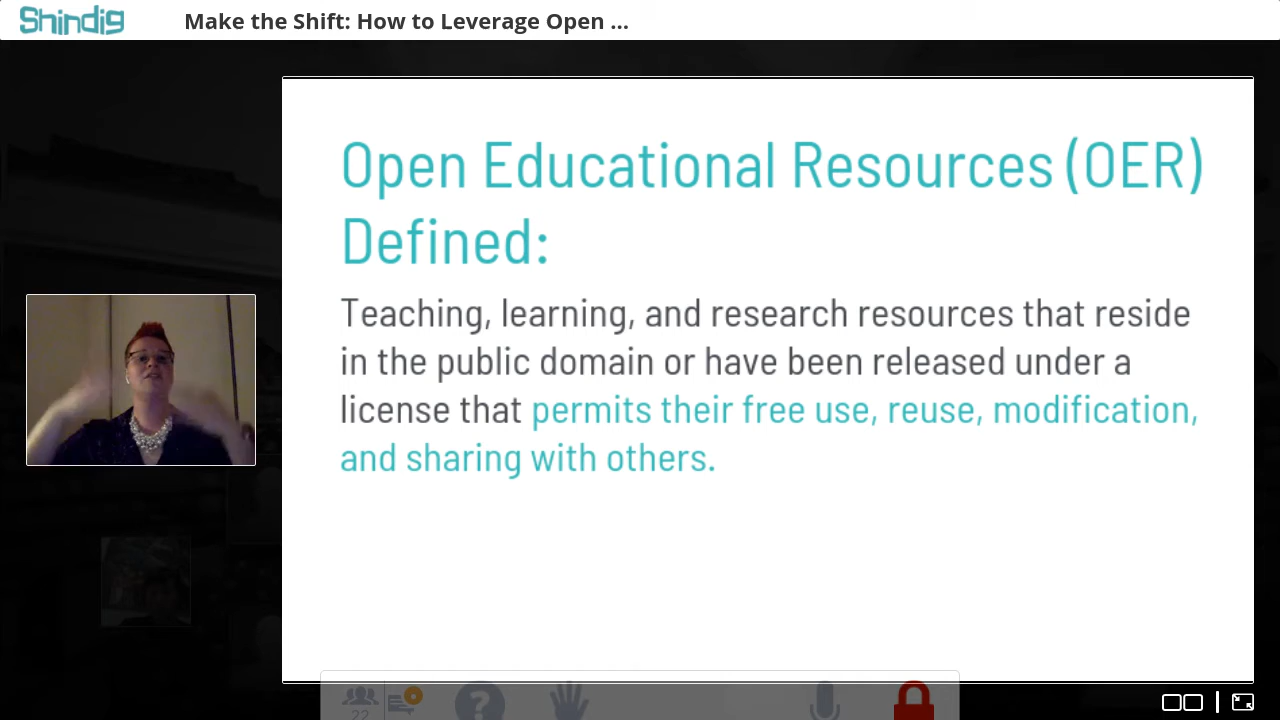 Shindig
Make the Shift: How to Leverage Open ...
Open Educational Resources (OER)
Defined:
Teaching, learning, and research resources that reside
in the public domain or have been released under a
license that permits their free use, reuse, modification,
and sharing with others.
?
22